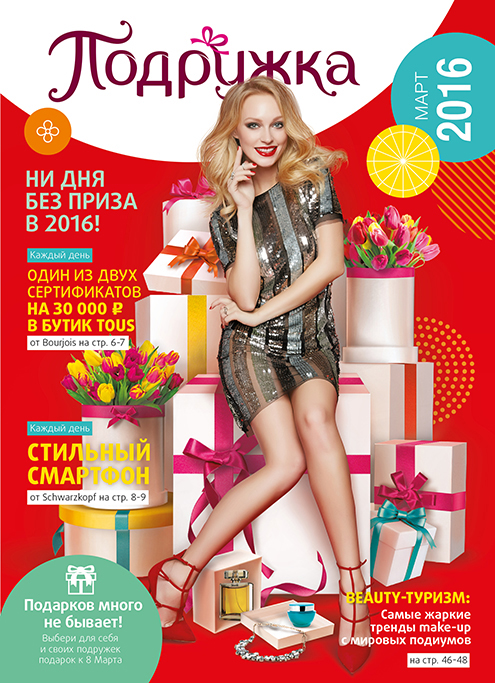 Подружка
МАРТ
2016
НИ ДНЯ
БЕЗ ПРИЗА
В 2016!
Каждый день
ОДИН ИЗ ДВУХ
СЕРТИФИКАТОВ
НА 30 000 ₽
В БУТИК TOUS
от Bourjois на стр. 6-7
Каждый день
СТИЛЬНЫЙ
СМАРТФОН
от Schwarzkopf на стр. 8-9
Подарков много
не бывает!
Выбери для себя
и своих подружек
подарок к 8 Марта
BEAUTY-ТУРИЗМ:
Самые жаркие
тренды make-up
с мировых подиумов
на стр. 46-48